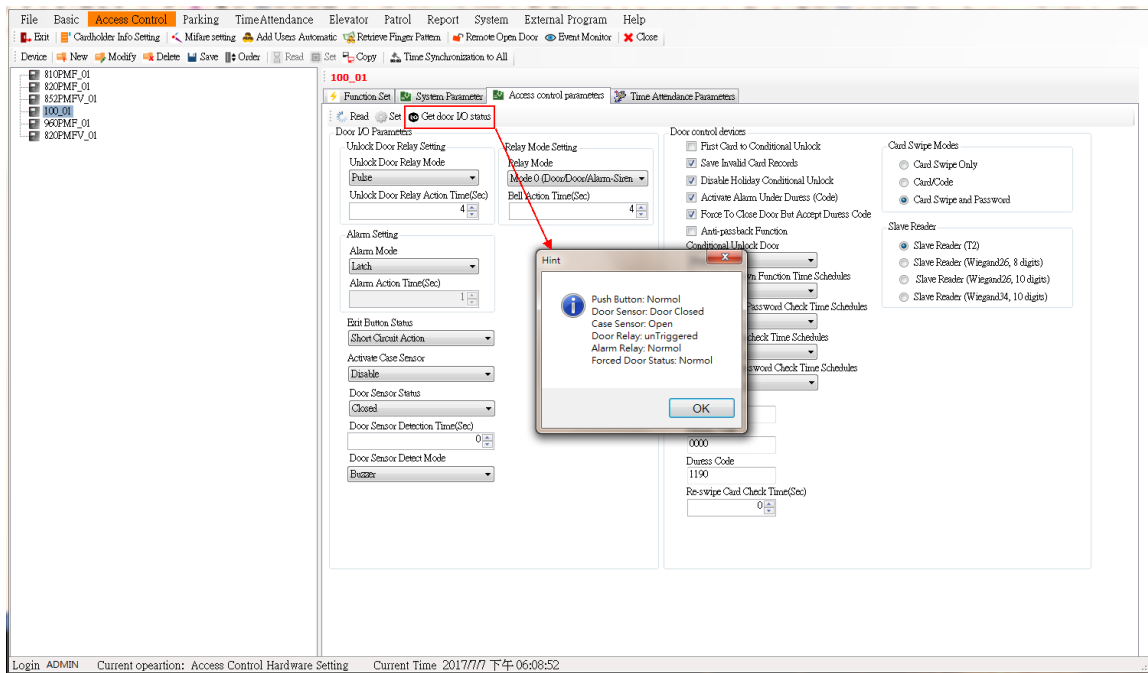 File Basic Access Control Parking TimeAttendance Elevator Patrol Report System External Program Help
Exit Cardholder Info Setting Mifare setting Add Users Automatic Retrieve Finger Pattern Remote Open Door Event Monitor Close
Device New Modify Delete Save Order Read Set Copy Time Synchronization to All
810PMF_01
820PMF_01
852PMFV_01
100_01
960PMF_01
820PMFV_01
100_01
Function Set System Parameter Access control parameters Time Attendance Parameters
Read Set Get door I/O status
Door I/O Parameters
Unlock Door Relay Setting
Unlock Door Relay Mode
Pulse
Unlock Door Relay Action Time(Sec)
4
Relay Mode Setting
Relay Mode
Mode 0 (Door/Door/Alarm-Siren
Bell Action Time(Sec)
4
Alarm Setting
Alarm Mode
Latch
Alarm Action Time(Sec)
1
Exit Button Status
Short Circuit Action
Activate Case Sensor
Disable
Door Sensor Status
Closed
Door Sensor Detection Time(Sec)
0
Door Sensor Detect Mode
Buzzer
Hint
Push Button: Normal
Door Sensor: Door Closed
Case Sensor: Open
Door Relay: unTriggered
Alarm Relay: Normal
Forced Door Status: Normal
OK
Door control devices
First Card to Conditional Unlock
Save Invalid Card Records
Disable Holiday Conditional Unlock
Activate Alarm Under Duress (Code)
Force To Close Door But Accept Duress Code
Anti-passback Function
Conditional Unlock Door
Function Time Schedules
Password Check Time Schedules
check Time Schedules
Check Time Schedules
0000
Duress Code
1190
Re-swipe Card Check Time(Sec)
0
Card Swipe Modes
Card Swipe Only
Card/Code
Card Swipe and Password
Slave Reader
Slave Reader (T2)
Slave Reader (Wiegand26, 8 digits)
Slave Reader (Wiegand26, 10 digits)
Slave Reader (Wiegand34, 10 digits)
Login ADMIN Current opeartion: Access Control Hardware Setting Current Time 2017/7/7 下午 06:08:52